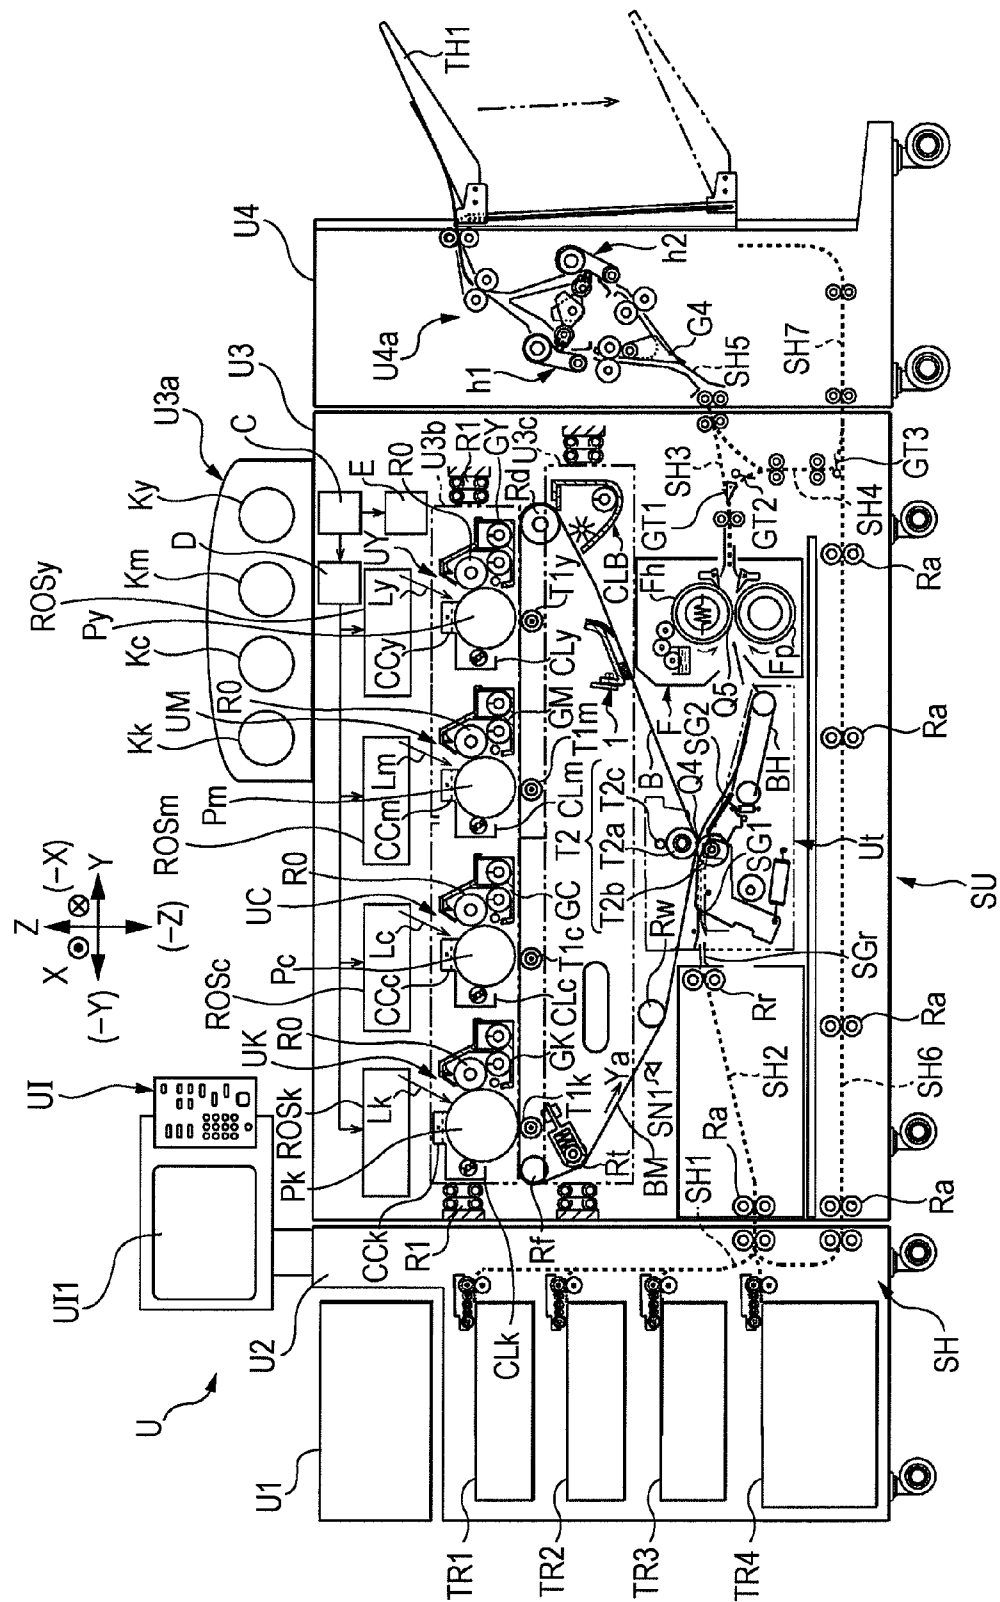 TH1
U4
h2
U4a
h1
G4
SH5
SH7
U3
U3a
C
E
R0
U3b
R1
GY
U3c
Rd
SH3
GT1
GT2
SH4
GT3
Ky
Km
Kc
Kk
D
ROSy
Py
UY
Ly
CCy
T1y
CLy
CLB
Fh
Fp
F
Q5
Ra
UM
R0
ROSm
Pm
Lm
CCm
GM
T1m
CLm
1
B
T2
T2c
T2a
T2b
Q4
SG2
SG1
BH
Ut
Ra
SU
Z
(-Z)
X
(-X)
Y
(-Y)
UC
R0
ROSc
Pc
Lc
CCc
GC
T1c
CLc
Rw
SGr
Rr
Ra
SH2
SH6
UK
R0
ROSk
Pk
Lk
CCk
GK
T1k
Ya
SN1
BM
Rt
Rf
R1
CLk
SH1
Ra
Ra
UI
UI1
U2
U
U1
TR1
TR2
TR3
TR4
SH